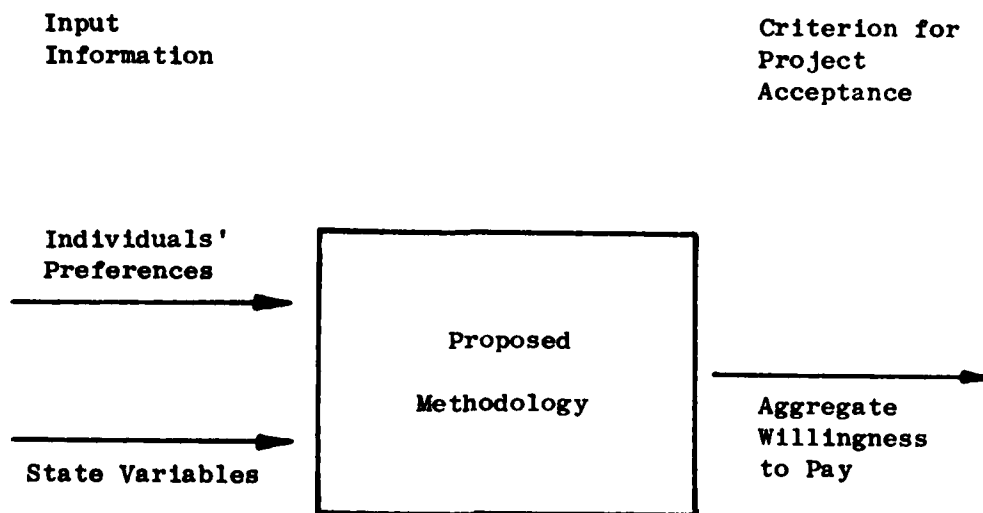 Input
Information
Criterion for
Project
Acceptance
Individuals'
Preferences
Proposed
Methodology
State Variables
Aggregate
Willingness
to Pay